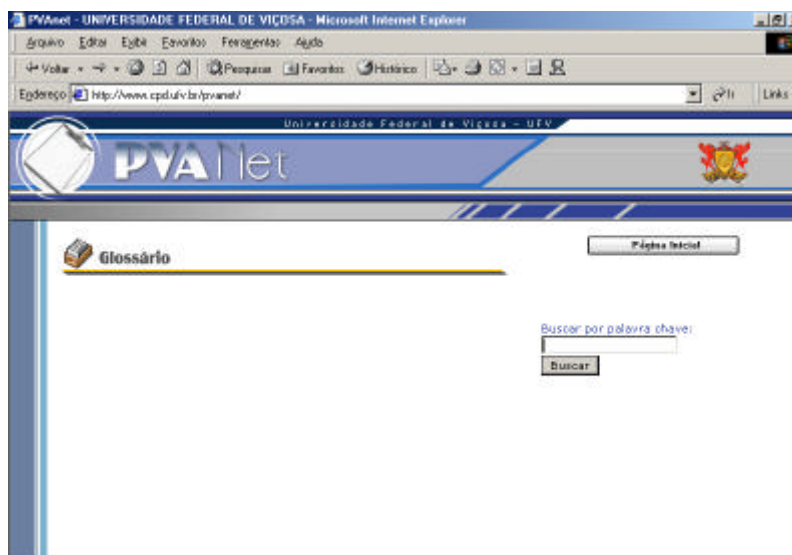 PVAnet - UNIVERSIDADE FEDERAL DE VIÇOSA - Microsoft Internet Explorer
Arquivo Editar Exibir Favoritos Ferramentas Ajuda
Voltar Pesquisar Favoritos Histórico
Endereço http://www.cpd.ufv.br/pvanet/ Ir Links
Universidade Federal de Viçosa - UFV
PVANet
Glossário
Página Inicial
Buscar por palavra chave:
Buscar